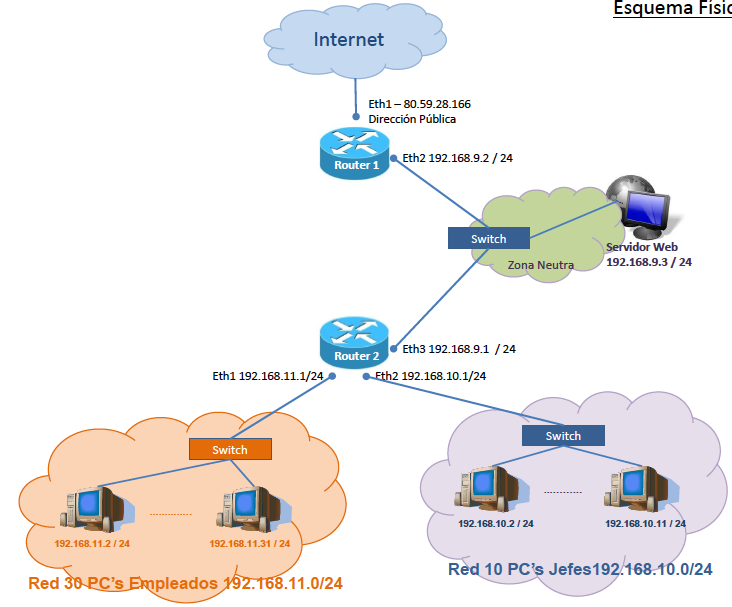 Esquema Físic
Internet
Eth1 – 80.59.28.166
Dirección Pública
Router 1
Eth2 192.168.9.2 / 24
Switch
Zona Neutra
Servidor Web
192.168.9.3 / 24
Router 2
Eth3 192.168.9.1 / 24
Eth1 192.168.11.1/24
Eth2 192.168.10.1/24
Switch
Switch
.............
............
192.168.11.2 / 24
192.168.11.31 / 24
192.168.10.2 / 24
192.168.10.11 / 24
Red 30 PC's Empleados 192.168.11.0/24
Red 10 PC's Jefes192.168.10.0/24